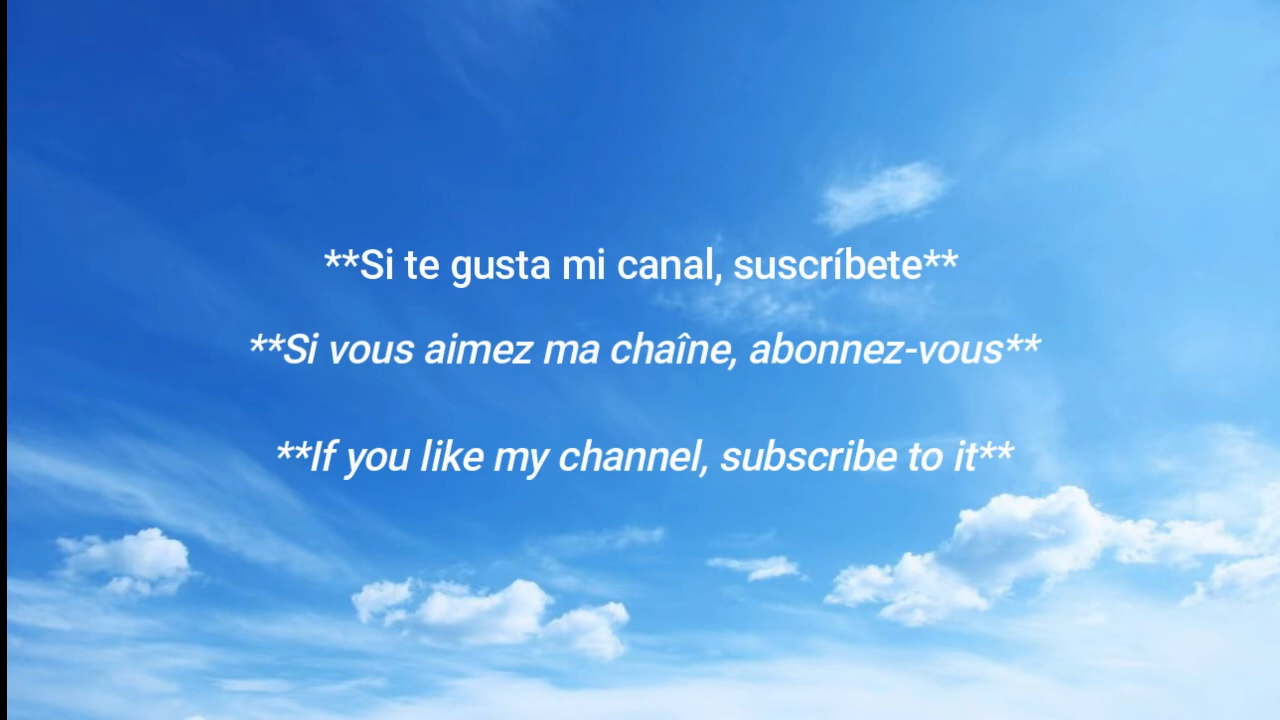 **Si te gusta mi canal, suscríbete**
**Si vous aimez ma chaîne, abonnez-vous**
**If you like my channel, subscribe to it**